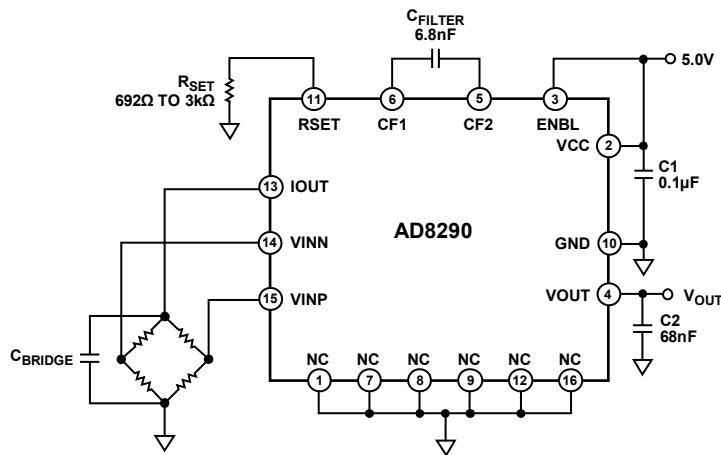 CFILTER
6.8nF
RSET
692Ω TO 3kΩ
5.0V
11
6
5
3
RSET
CF1
CF2
ENBL
VCC
2
C1
0.1µF
13
IOUT
14
VINN
AD8290
GND
10
15
VINP
VOUT
4
VOUT
C2
68nF
CBRIDGE
NC
NC
NC
NC
NC
NC
1
7
8
9
12
16